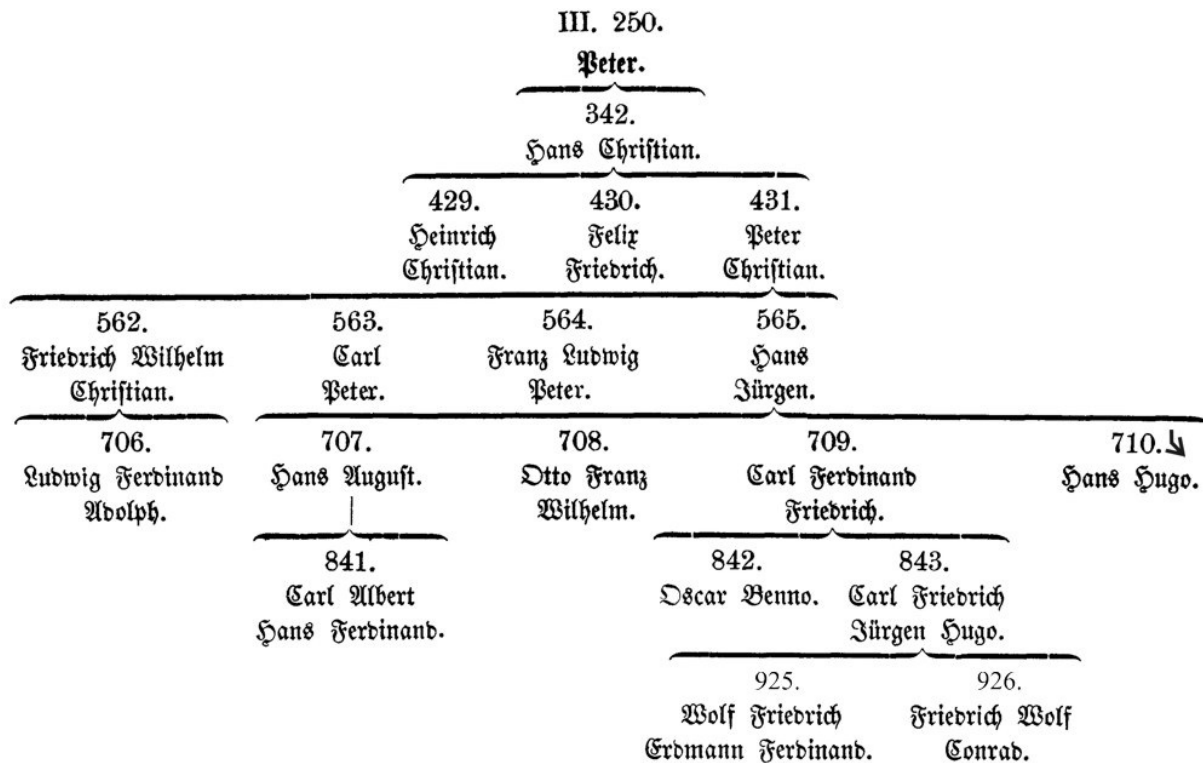 III. 250.
Peter.
342.
Hans Christian.
429. 430. 431.
Heinrich Felix Peter
Christian. Friedrich. Christian.
562. 563. 564. 565.
Friedrich Wilhelm Carl Franz Ludwig Hans
Christian. Peter. Peter. Jürgen.
706. 707. 708. 709. 710.
Ludwig Ferdinand Hans August. Otto Franz Carl Ferdinand Hans Hugo.
Adolph. Wilhelm. Friedrich.
841. 842. 843.
Carl Albert Oscar Benno. Carl Friedrich
Hans Ferdinand. Jürgen Hugo.
925. 926.
Wolf Friedrich Friedrich Wolf
Erdmann Ferdinand. Conrad.